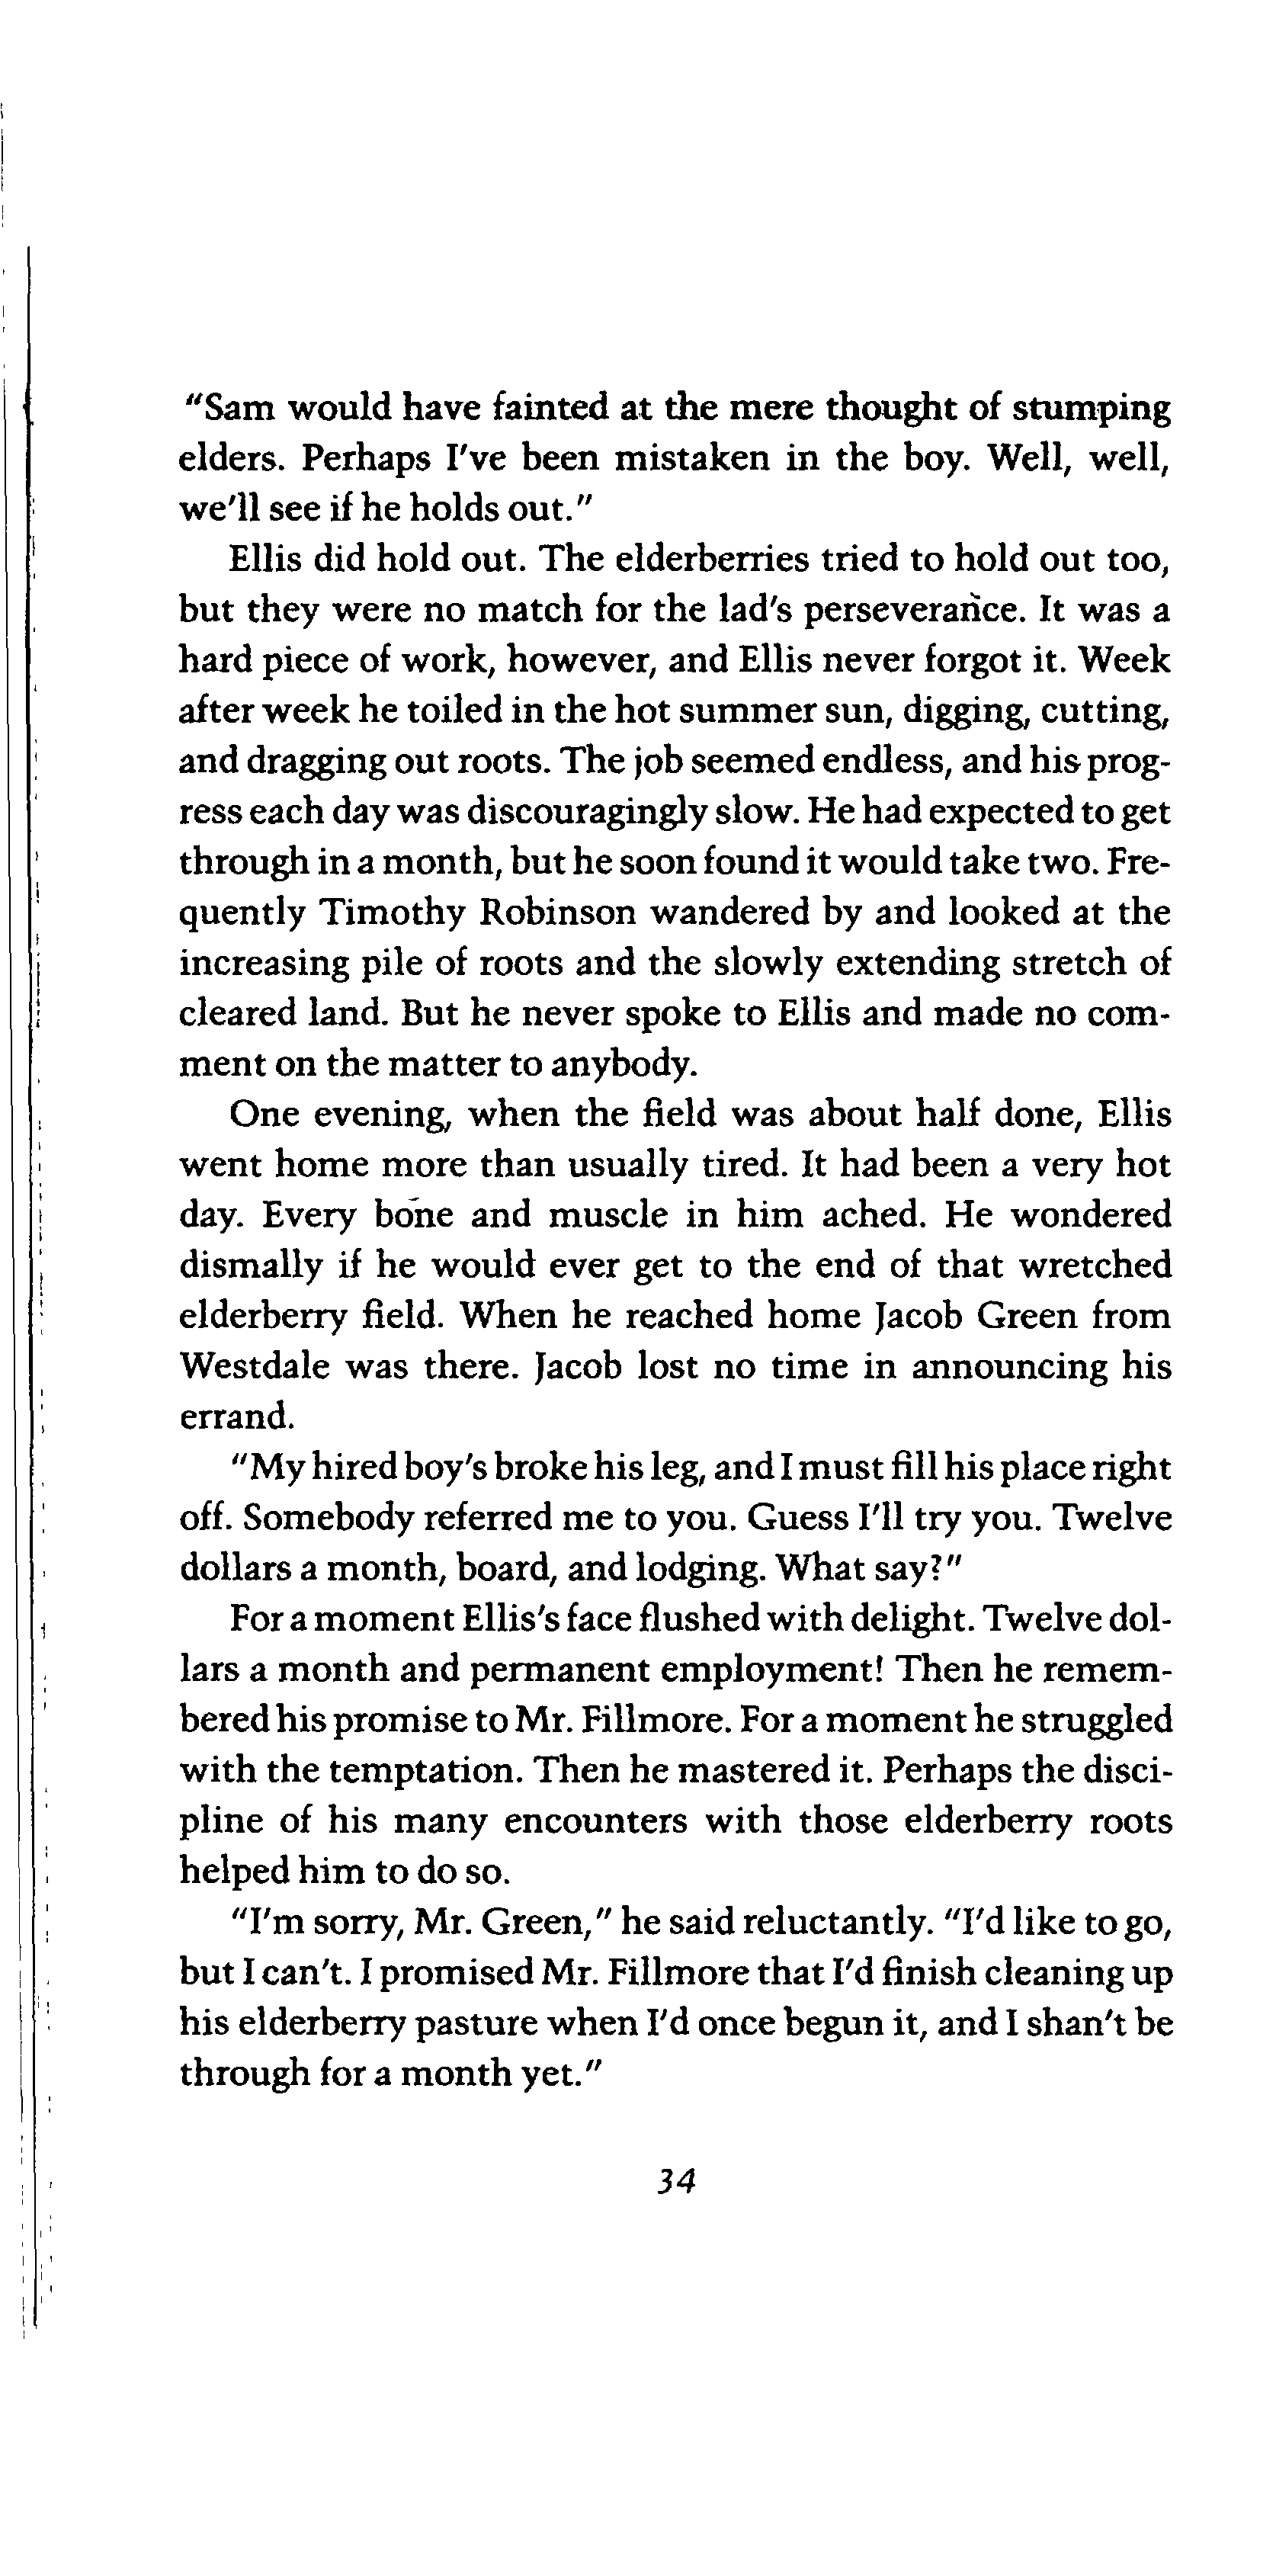 "Sam would have fainted at the mere thought of stumping
elders. Perhaps I've been mistaken in the boy. Well, well,
we'll see if he holds out."
Ellis did hold out. The elderberries tried to hold out too,
but they were no match for the lad's perseverance. It was a
hard piece of work, however, and Ellis never forgot it. Week
after week he toiled in the hot summer sun, digging, cutting,
and dragging out roots. The job seemed endless, and his prog-
ress each day was discouragingly slow. He had expected to get
through in a month, but he soon found it would take two. Fre-
quently Timothy Robinson wandered by and looked at the
increasing pile of roots and the slowly extending stretch of
cleared land. But he never spoke to Ellis and made no com-
ment on the matter to anybody.
One evening, when the field was about half done, Ellis
went home more than usually tired. It had been a very hot
day. Every bone and muscle in him ached. He wondered
dismally if he would ever get to the end of that wretched
elderberry field. When he reached home Jacob Green from
Westdale was there. Jacob lost no time in announcing his
errand.
"My hired boy's broke his leg, and I must fill his place right
off. Somebody referred me to you. Guess I'll try you. Twelve
dollars a month, board, and lodging. What say?"
For a moment Ellis's face flushed with delight. Twelve dol-
lars a month and permanent employment! Then he remem-
bered his promise to Mr. Fillmore. For a moment he struggled
with the temptation. Then he mastered it. Perhaps the disci-
pline of his many encounters with those elderberry roots
helped him to do so.
"I'm sorry, Mr. Green," he said reluctantly. "I'd like to go,
but I can't. I promised Mr. Fillmore that I'd finish cleaning up
his elderberry pasture when I'd once begun it, and I shan't be
through for a month yet."
34